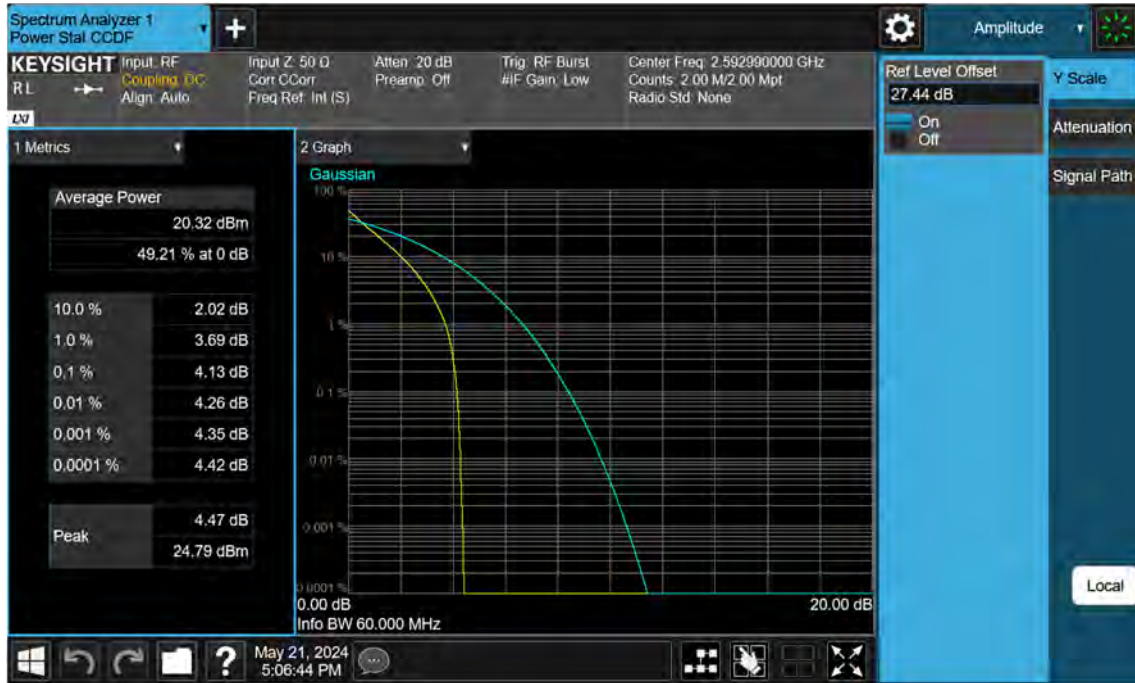 Spectrum Analyzer 1
Power Stat CCDF
+
Amplitude
KEYSIGHT
R L
LXI
Input: RF
Coupling: DC
Align: Auto
Input Z: 50 Ω
Corr CCorr
Freq Ref: Int (S)
Atten: 20 dB
Preamp: Off
Trig: RF Burst
#IF Gain: Low
Center Freq: 2.592990000 GHz
Counts: 2.00 M/2.00 Mpt
Radio Std: None
Ref Level Offset
27.44 dB
On
Off
Y Scale
Attenuation
Signal Path
Local
1 Metrics
Average Power
20.32 dBm
49.21 % at 0 dB
10.0 % 2.02 dB
1.0 % 3.69 dB
0.1 % 4.13 dB
0.01 % 4.26 dB
0.001 % 4.35 dB
0.0001 % 4.42 dB
Peak
4.47 dB
24.79 dBm
2 Graph
Gaussian
100 %
10 %
1 %
0.1 %
0.01 %
0.001 %
0.0001 %
0.00 dB
20.00 dB
Info BW 60.000 MHz
?
May 21, 2024
5:06:44 PM